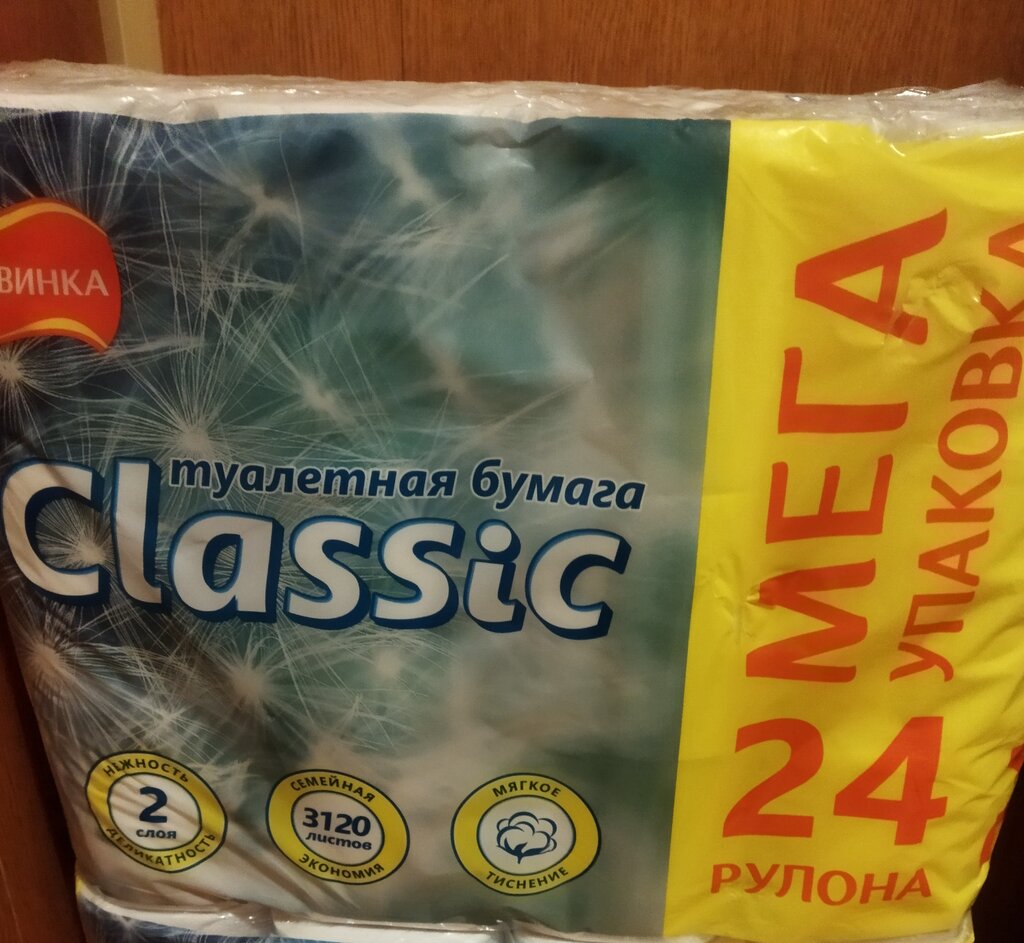 ВИНКА
туалетная бумага
Classic
НЕЖНОСТЬ
2
слоя
ДЕЛИКАТНОСТЬ
СЕМЕЙНАЯ
3120
листов
ЭКОНОМИЯ
МЯГКОЕ
ТИСНЕНИЕ
МЕГА
УПАКОВКА
24
РУЛОНА